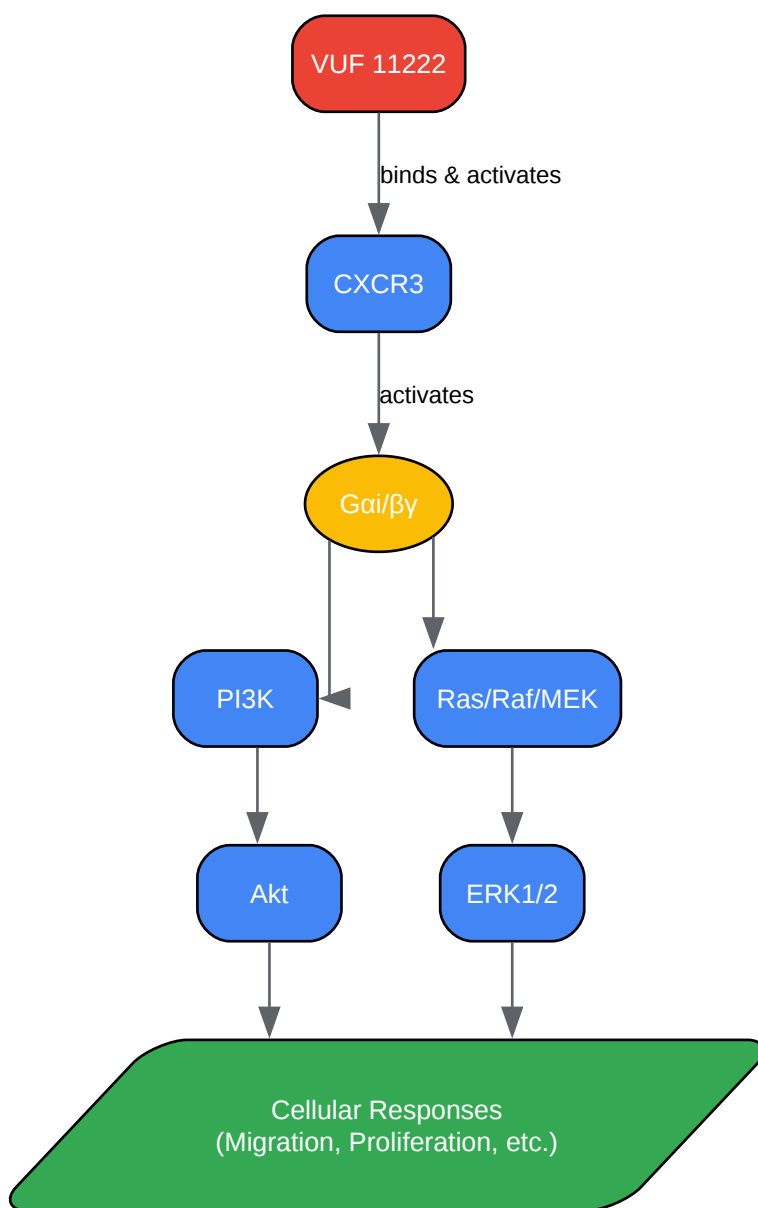 VUF 11222
binds & activates
CXCR3
activates
Gαi/βγ
PI3K
Ras/Raf/MEK
Akt
ERK1/2
Cellular Responses
(Migration, Proliferation, etc.)